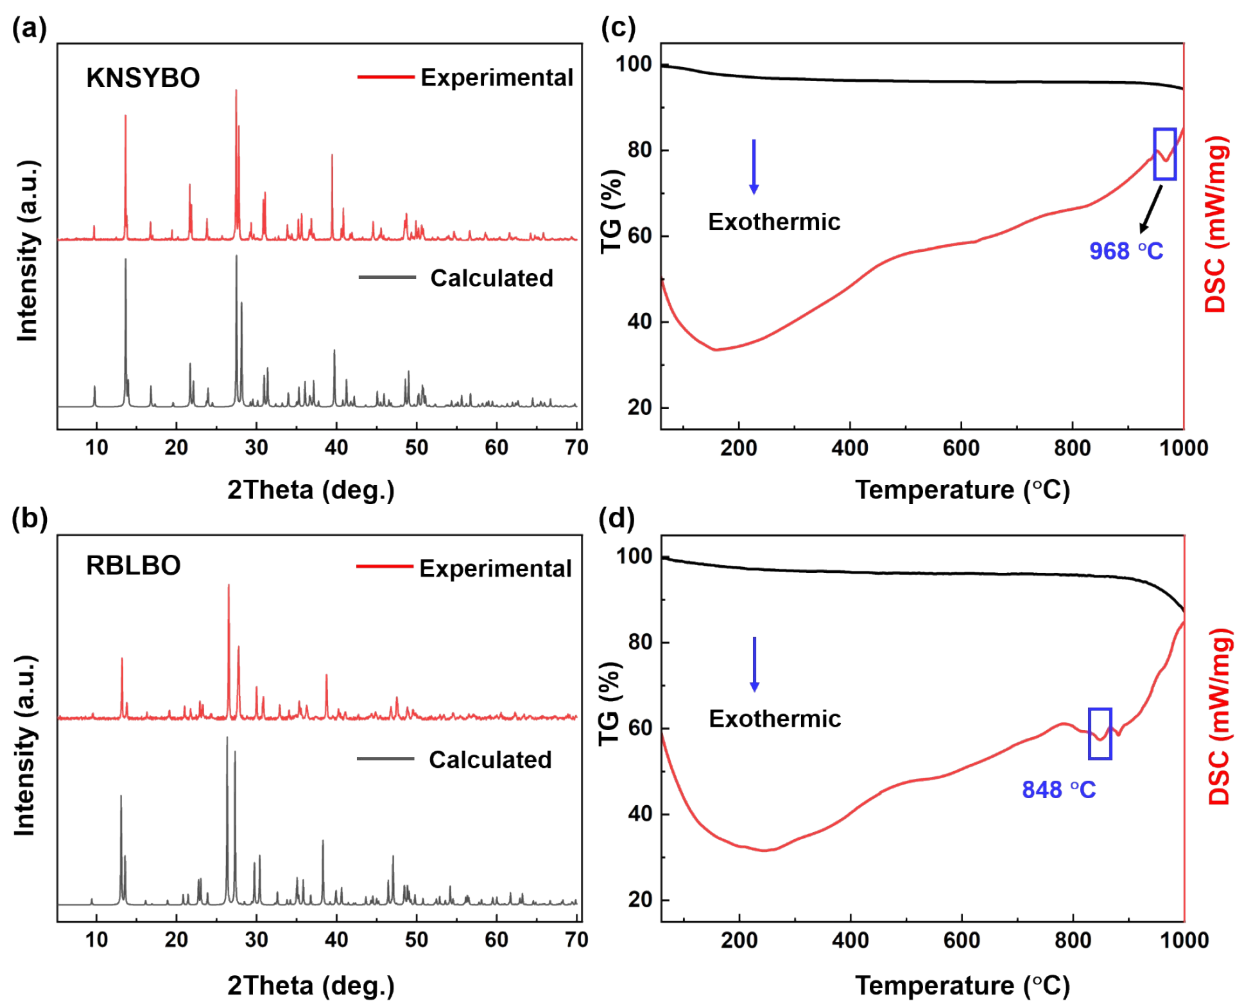 (a)
KNSYBO
Experimental
Calculated
Intensity (a.u.)
10 20 30 40 50 60 70
2Theta (deg.)
(c)
100
80
60
40
20
TG (%)
Exothermic
968 °C
DSC (mW/mg)
200 400 600 800 1000
Temperature (°C)
(b)
RBLBO
Experimental
Calculated
Intensity (a.u.)
10 20 30 40 50 60 70
2Theta (deg.)
(d)
100
80
60
40
20
TG (%)
Exothermic
848 °C
DSC (mW/mg)
200 400 600 800 1000
Temperature (°C)